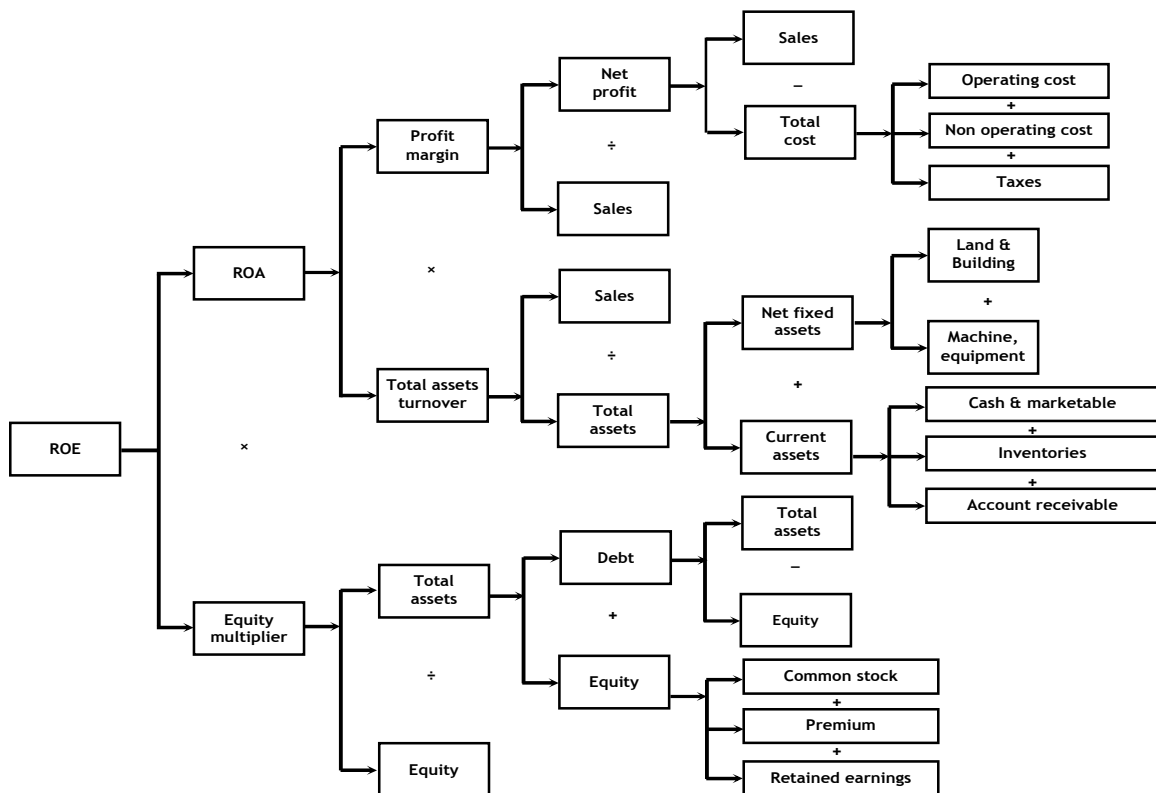 Sales
Net
profit
−
Operating cost
+
Total
cost
Non operating cost
+
Taxes
Profit
margin
÷
Sales
Land &
Building
ROA
×
Sales
Net fixed
assets
+
÷
Machine,
equipment
Total assets
turnover
+
Total
assets
Cash & marketable
+
ROE
×
Current
assets
Inventories
+
Account receivable
Total
assets
Debt
−
Total
assets
+
Equity
Equity
multiplier
÷
Equity
Common stock
+
Premium
+
Equity
Retained earnings